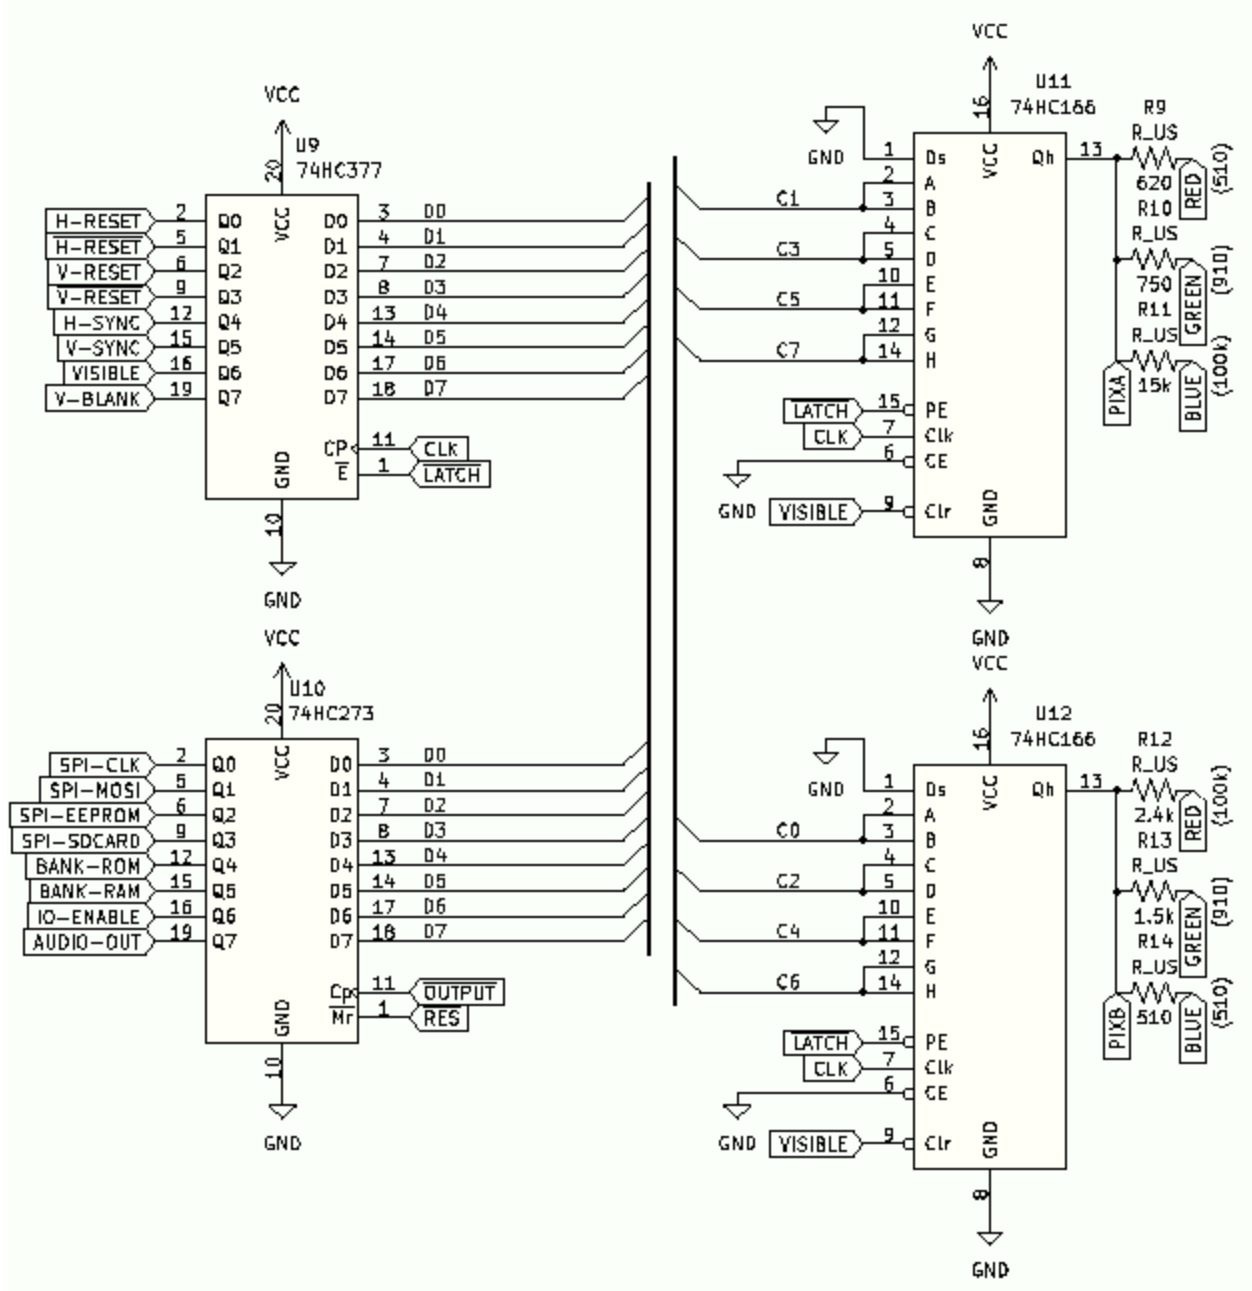 VCC
U9
74HC377
20
VCC
H-RESET 2 Q0 D0 3 D0
H-RESET 5 Q1 D1 4 D1
V-RESET 6 Q2 D2 7 D2
V-RESET 9 Q3 D3 8 D3
H-SYNC 12 Q4 D4 13 D4
V-SYNC 15 Q5 D5 14 D5
VISIBLE 16 Q6 D6 17 D6
V-BLANK 19 Q7 D7 18 D7
CP 11 CLK
E 1 LATCH
GND
10
GND
VCC
U10
74HC273
20
VCC
SPI-CLK 2 Q0 D0 3 D0
SPI-MOSI 5 Q1 D1 4 D1
SPI-EEPROM 6 Q2 D2 7 D2
SPI-SDCARD 9 Q3 D3 8 D3
BANK-ROM 12 Q4 D4 13 D4
BANK-RAM 15 Q5 D5 14 D5
IO-ENABLE 16 Q6 D6 17 D6
AUDIO-OUT 19 Q7 D7 18 D7
Cp 11 OUTPUT
Mr 1 RES
GND
10
GND
VCC
U11
74HC166
16
VCC
GND 1 Ds Qh 13
2 A
C1 3 B
4 C
C3 5 D
10 E
C5 11 F
12 G
C7 14 H
LATCH 15 PE
CLK 7 Clk
6 CE
GND
VISIBLE 9 Clr
GND
8
GND
R9
R_US
620
RED
(510)
R10
R_US
750
GREEN
(910)
R11
R_US
15k
BLUE
(100k)
PIXA
VCC
U12
74HC166
16
VCC
GND 1 Ds Qh 13
2 A
C0 3 B
4 C
C2 5 D
10 E
C4 11 F
12 G
C6 14 H
LATCH 15 PE
CLK 7 Clk
6 CE
GND
VISIBLE 9 Clr
GND
8
GND
R12
R_US
2.4k
RED
(100k)
R13
R_US
1.5k
GREEN
(910)
R14
R_US
510
BLUE
(510)
PIXB